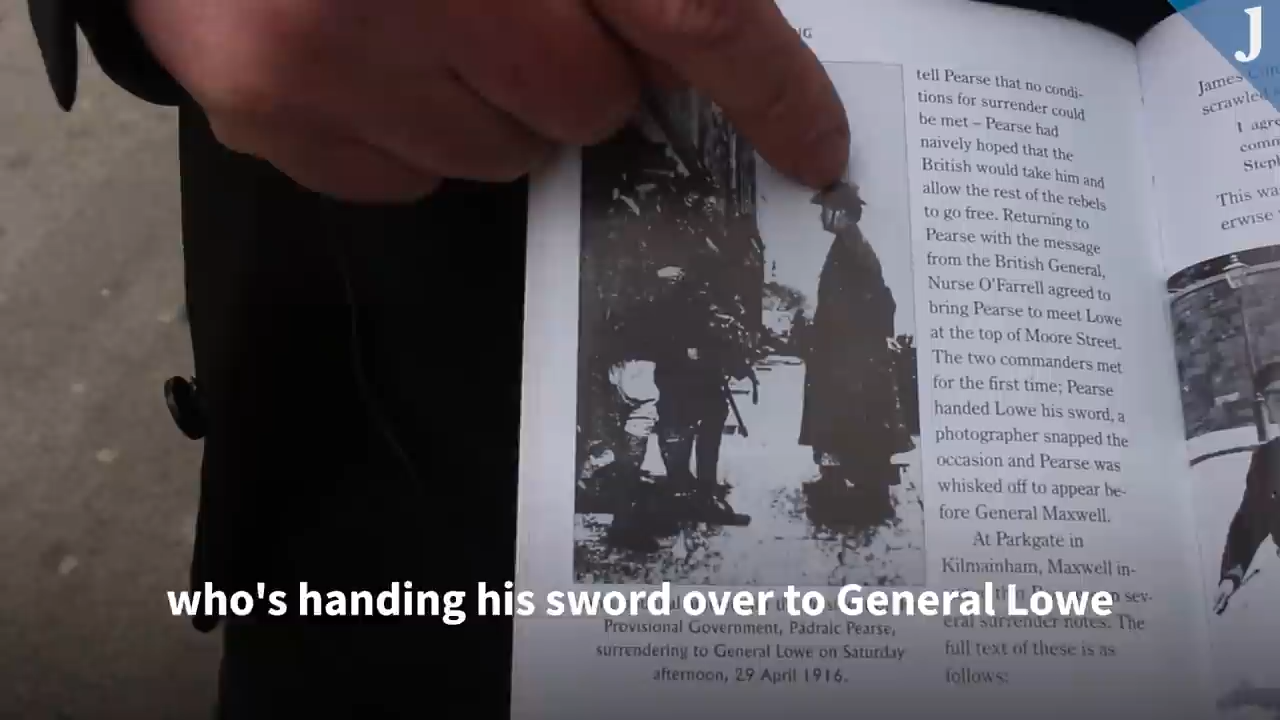 J
tell Pearse that no condi-
tions for surrender could
be met – Pearse had
naively hoped that the
British would take him and
allow the rest of the rebels
to go free. Returning to
Pearse with the message
from the British General,
Nurse O'Farrell agreed to
bring Pearse to meet Lowe
at the top of Moore Street.
The two commanders met
for the first time; Pearse
handed Lowe his sword, a
photographer snapped the
occasion and Pearse was
whisked off to appear be-
fore General Maxwell.
At Parkgate in
Kilmainham, Maxwell in-
sev-
eral surrender notes. The
full text of these is as
follows:
Provisional Government, Padraic Pearse,
surrendering to General Lowe on Saturday
afternoon, 29 April 1916.
James
scrawled
I agre
comm
Steph
This wa
erwise
who's handing his sword over to General Lowe